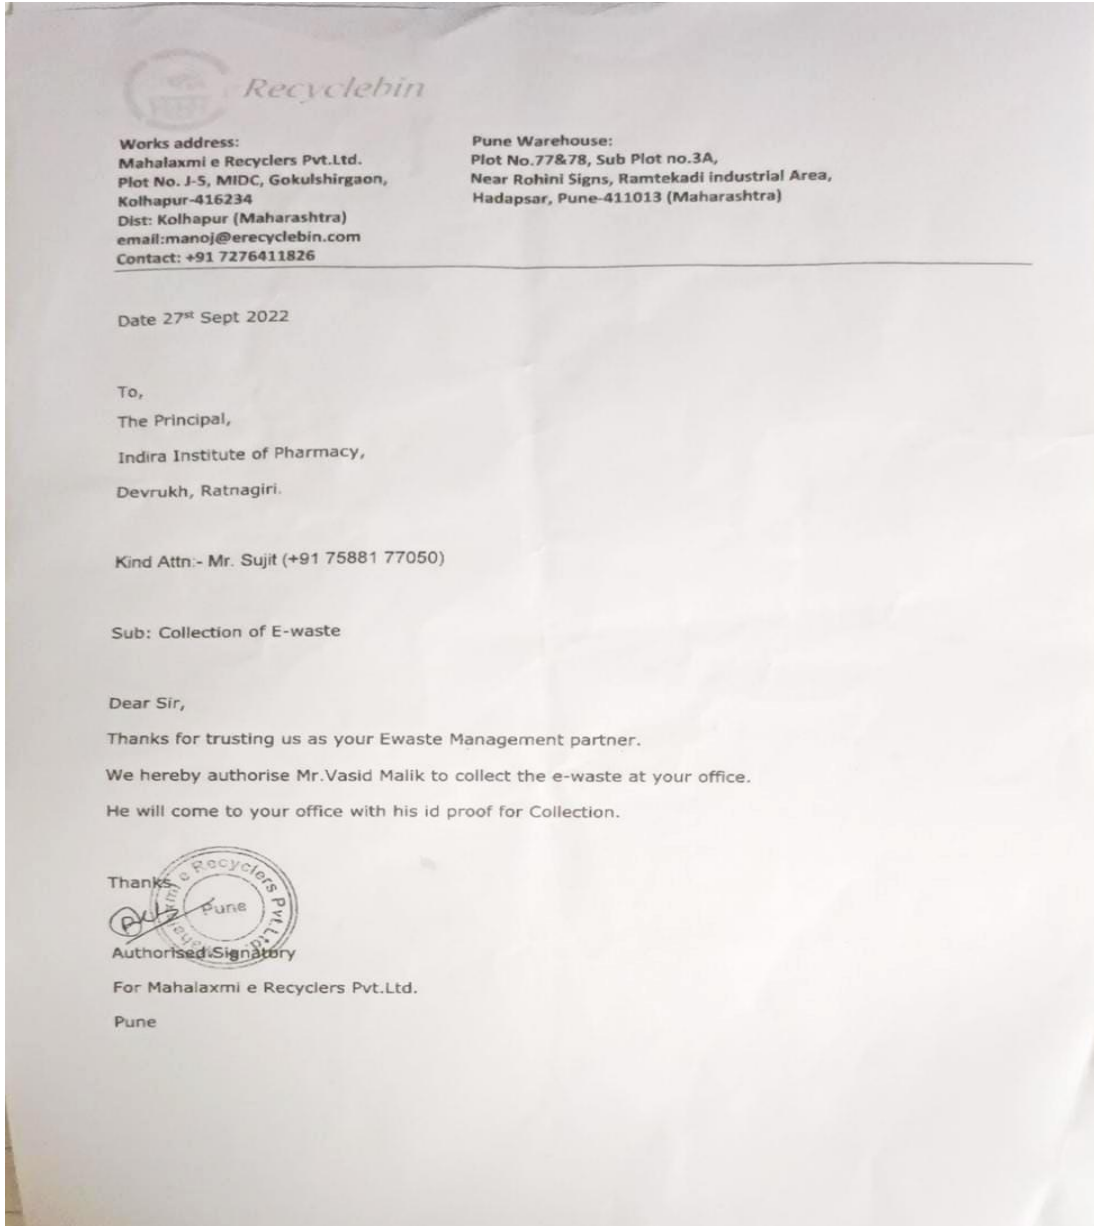 Recyclebin
Works address:
Mahalaxmi e Recyclers Pvt.Ltd.
Plot No. J-5, MIDC, Gokulshirgaon,
Kolhapur-416234
Dist: Kolhapur (Maharashtra)
email:manoj@erecyclebin.com
Contact: +91 7276411826
Pune Warehouse:
Plot No.77&78, Sub Plot no.3A,
Near Rohini Signs, Ramtekadi industrial Area,
Hadapsar, Pune-411013 (Maharashtra)
Date 27st Sept 2022
To,
The Principal,
Indira Institute of Pharmacy,
Devrukh, Ratnagiri.
Kind Attn:- Mr. Sujit (+91 75881 77050)
Sub: Collection of E-waste
Dear Sir,
Thanks for trusting us as your Ewaste Management partner.
We hereby authorise Mr.Vasid Malik to collect the e-waste at your office.
He will come to your office with his id proof for Collection.
Thanks
Mahalaxmi e Recyclers Pvt.Ltd.
Pune
Authorised Signatory
For Mahalaxmi e Recyclers Pvt.Ltd.
Pune